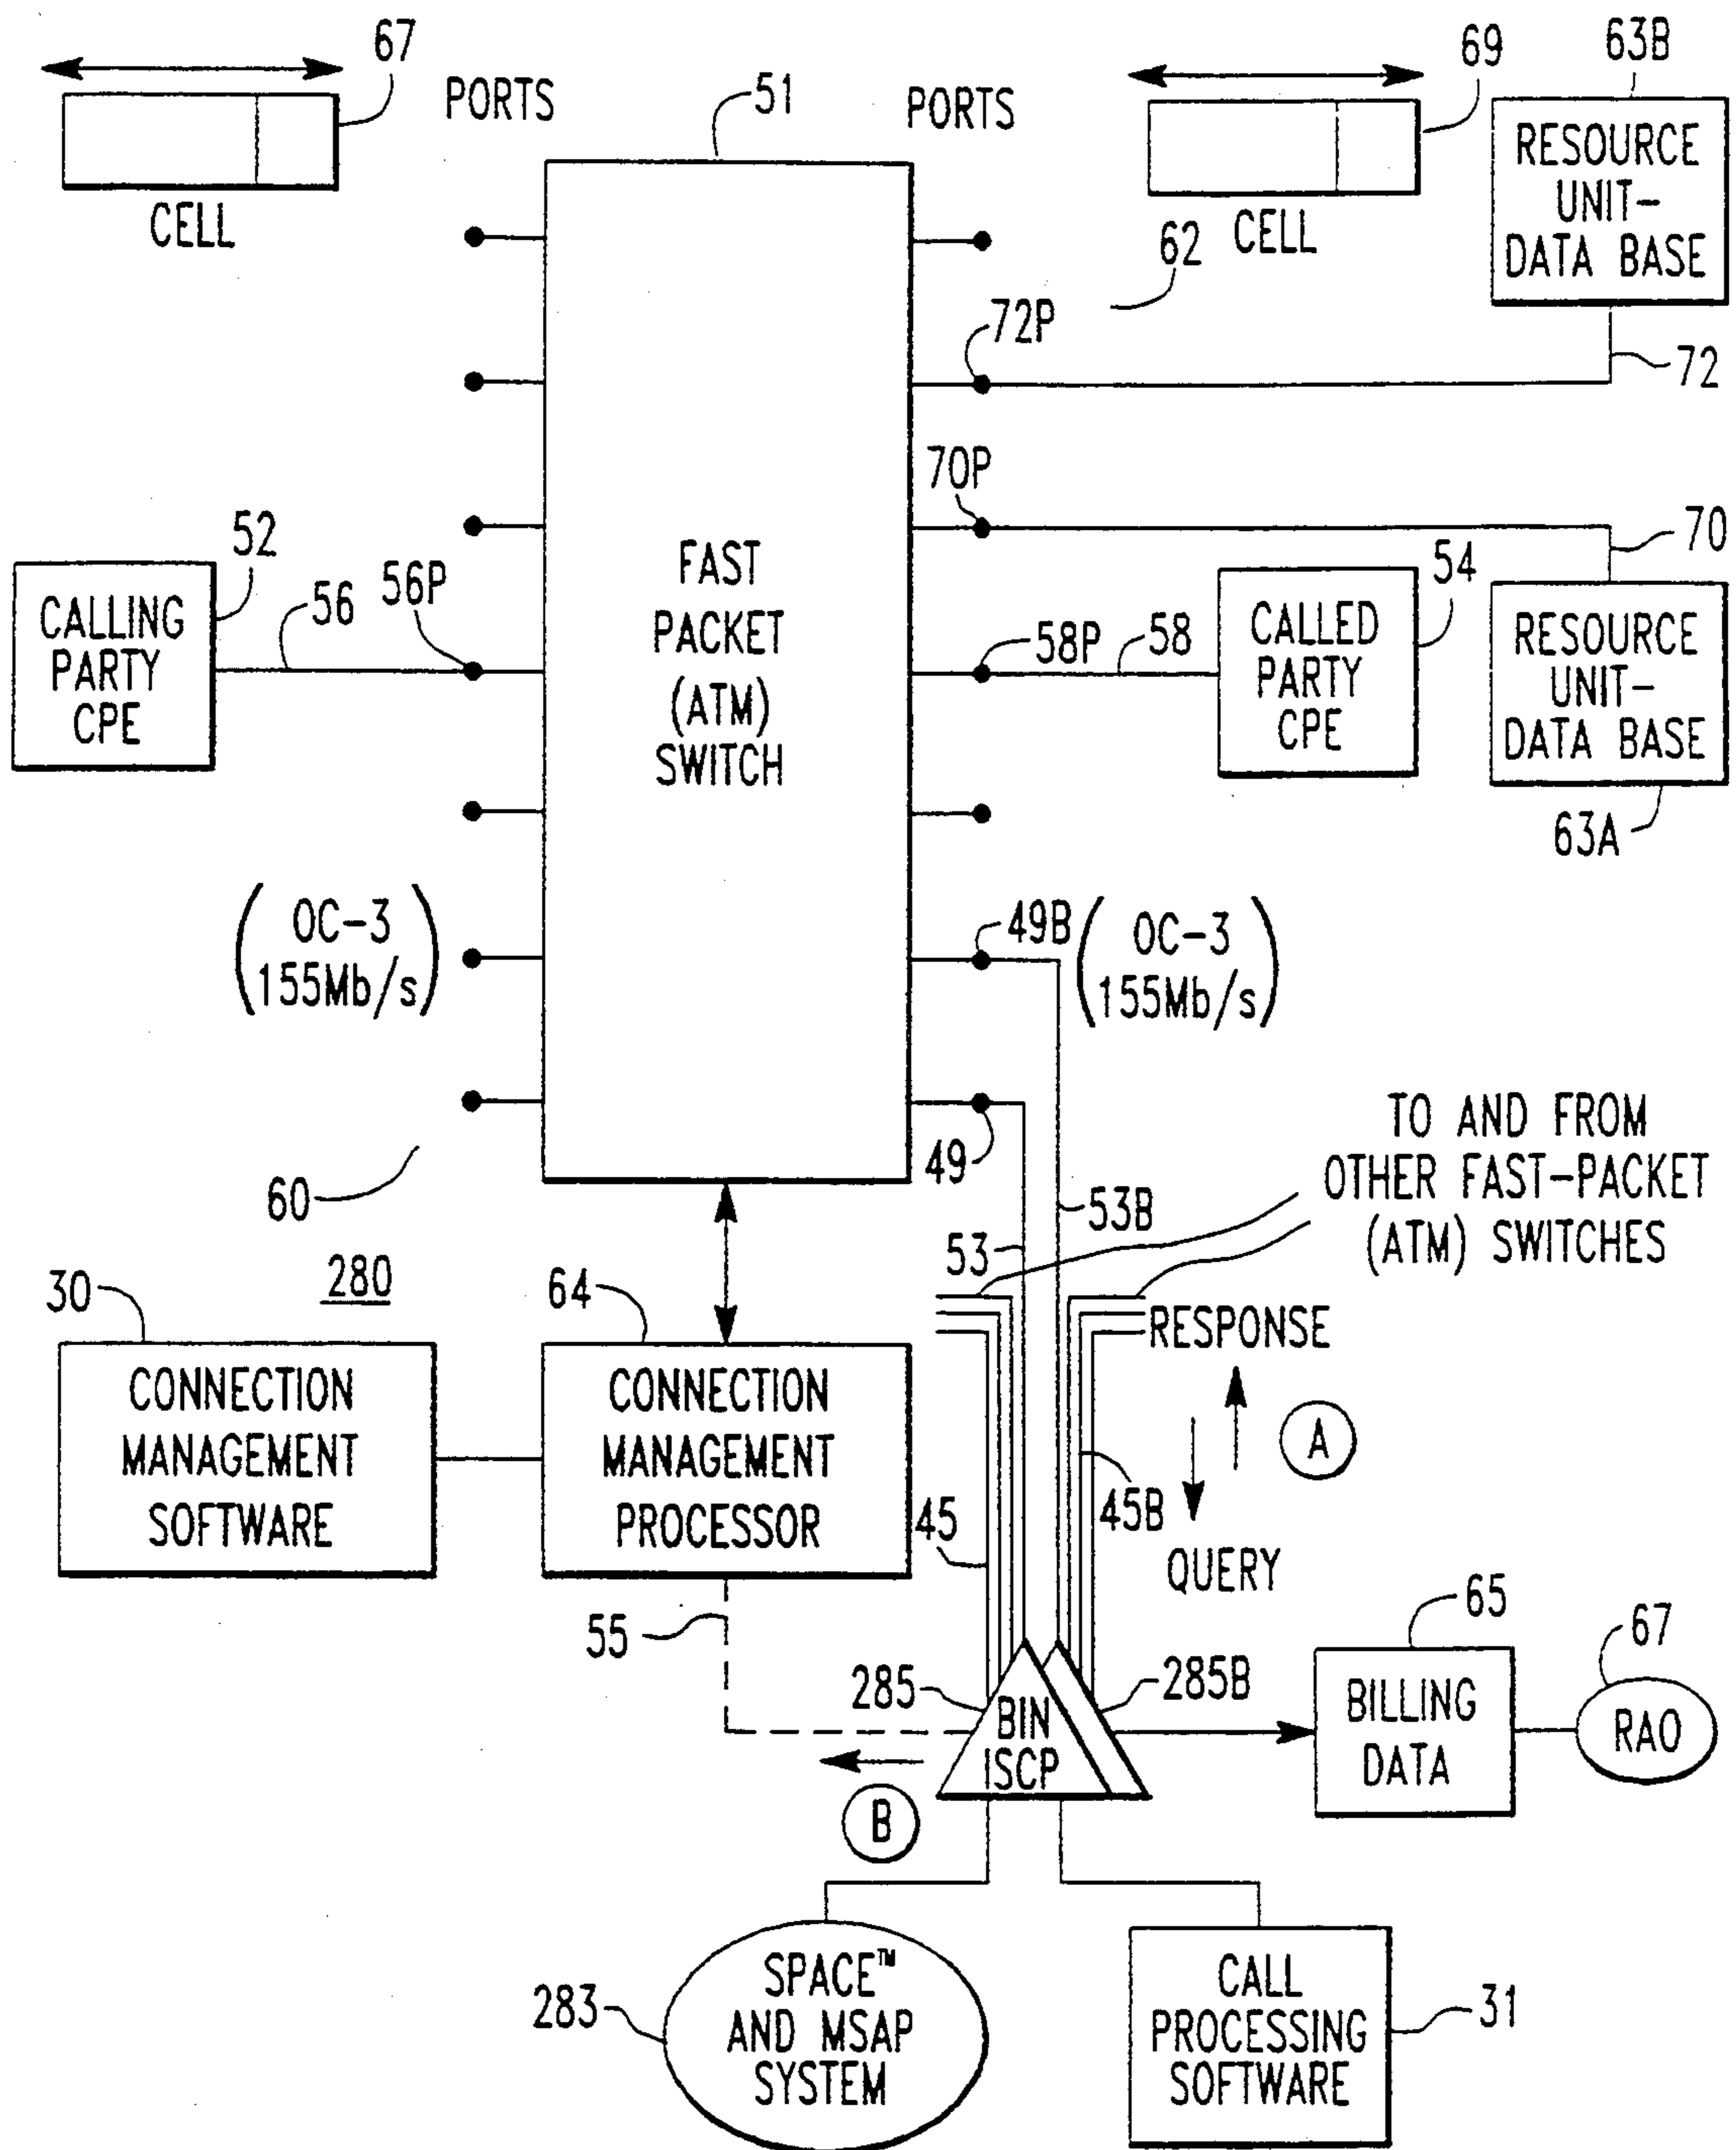 67
PORTS
51
PORTS
69
63B
CELL
CELL
RESOURCE
UNIT-
DATA BASE
62
72P
72
70P
70
52
CALLING
PARTY
CPE
56
56P
FAST
PACKET
(ATM)
SWITCH
58P
58
CALLED
PARTY
CPE
54
RESOURCE
UNIT-
DATA BASE
63A
(OC-3
155Mb/s)
49B
(OC-3
155Mb/s)
49
60
TO AND FROM
OTHER FAST-PACKET
(ATM) SWITCHES
53
53B
30
280
64
CONNECTION
MANAGEMENT
SOFTWARE
CONNECTION
MANAGEMENT
PROCESSOR
RESPONSE
A
45
45B
QUERY
55
285
BIN
ISCP
285B
65
BILLING
DATA
67
RAO
B
283
SPACE™
AND MSAP
SYSTEM
CALL
PROCESSING
SOFTWARE
31